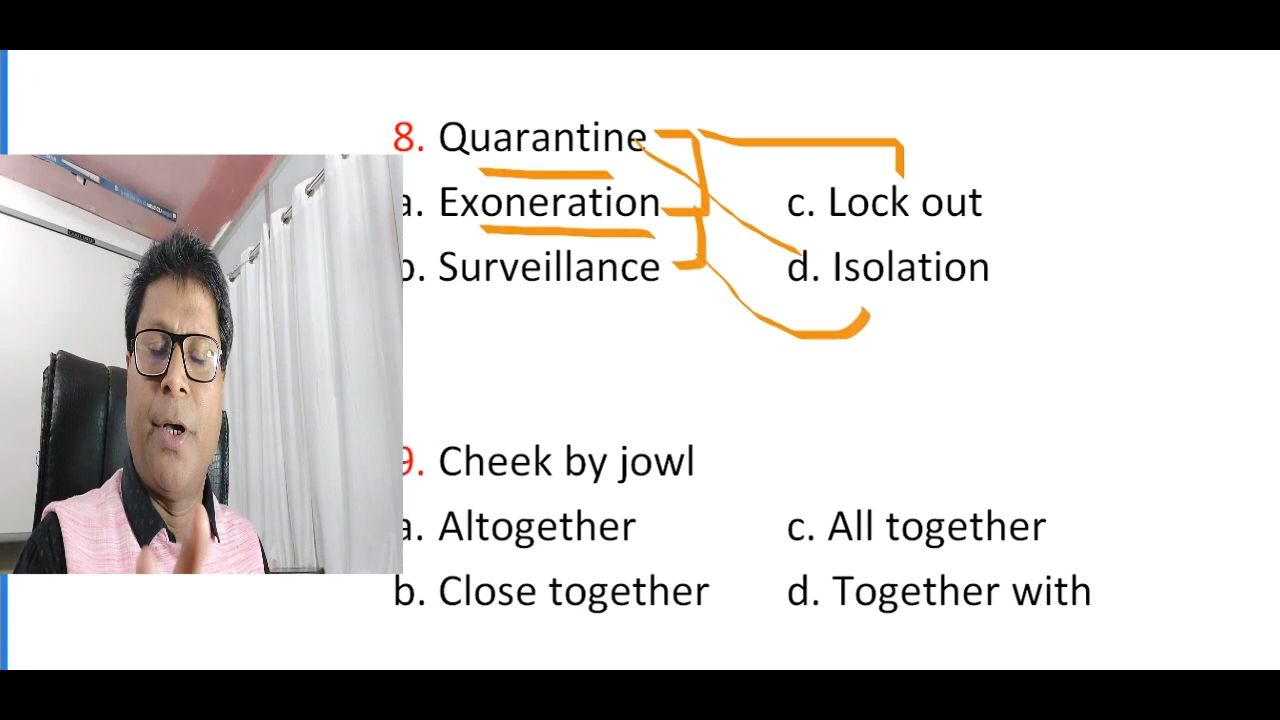 8. Quarantine
a. Exoneration c. Lock out
b. Surveillance d. Isolation
9. Cheek by jowl
a. Altogether c. All together
b. Close together d. Together with